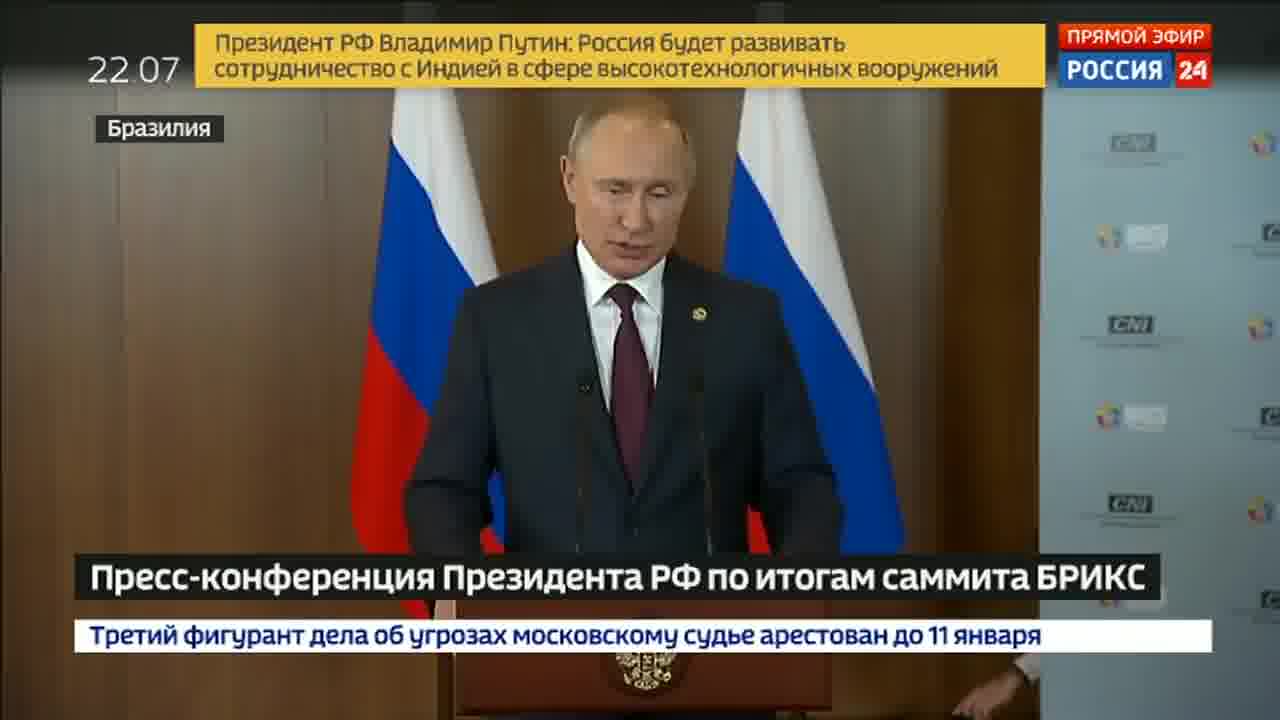 22.07
Президент РФ Владимир Путин: Россия будет развивать
сотрудничество с Индией в сфере высокотехнологичных вооружений
ПРЯМОЙ ЭФИР
РОССИЯ 24
Бразилия
CNI
CNI
CNI
Пресс-конференция Президента РФ по итогам саммита БРИКС
Третий фигурант дела об угрозах московскому судье арестован до 11 января